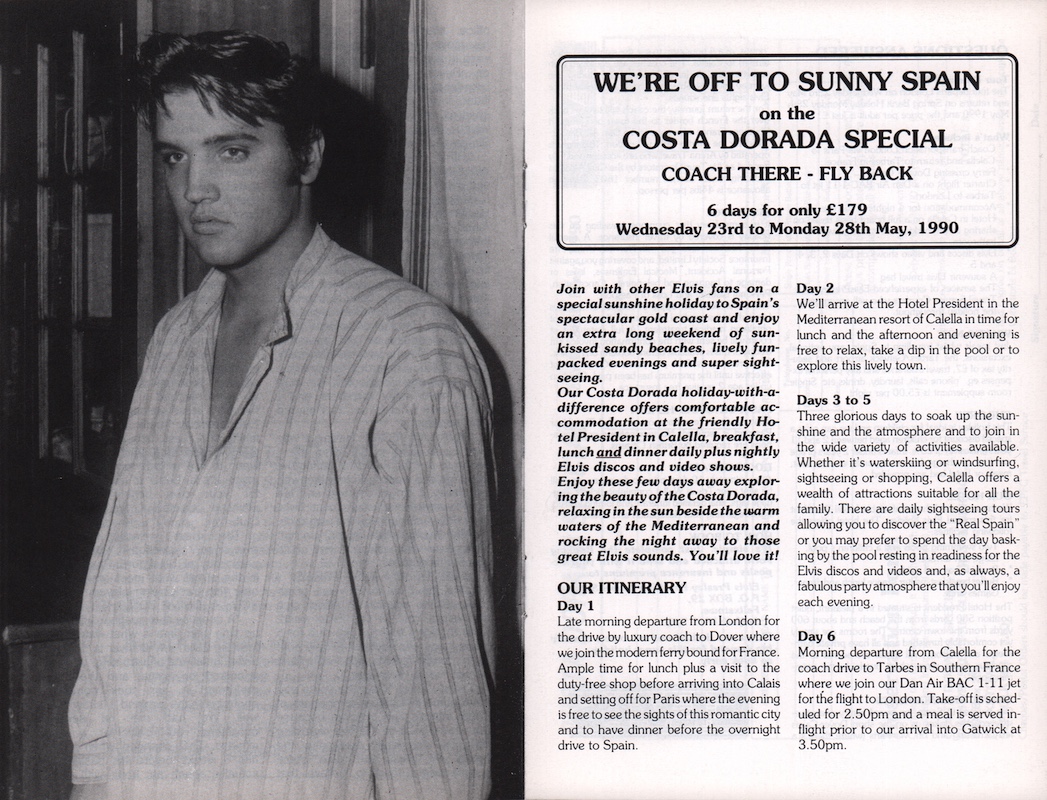 WE'RE OFF TO SUNNY SPAIN
on the
COSTA DORADA SPECIAL
COACH THERE - FLY BACK
6 days for only £179
Wednesday 23rd to Monday 28th May, 1990
Join with other Elvis fans on a
special sunshine holiday to Spain's
spectacular gold coast and enjoy
an extra long weekend of sun-
kissed sandy beaches, lively fun-
packed evenings and super sight-
seeing.
Our Costa Dorada holiday-with-a-
difference offers comfortable ac-
commodation at the friendly Ho-
tel President in Calella, breakfast,
lunch and dinner daily plus nightly
Elvis discos and video shows.
Enjoy these few days away explor-
ing the beauty of the Costa Dorada,
relaxing in the sun beside the warm
waters of the Mediterranean and
rocking the night away to those
great Elvis sounds. You'll love it!
OUR ITINERARY
Day 1
Late morning departure from London for
the drive by luxury coach to Dover where
we join the modern ferry bound for France.
Ample time for lunch plus a visit to the
duty-free shop before arriving into Calais
and setting off for Paris where the evening
is free to see the sights of this romantic city
and to have dinner before the overnight
drive to Spain.
Day 2
We'll arrive at the Hotel President in the
Mediterranean resort of Calella in time for
lunch and the afternoon and evening is
free to relax, take a dip in the pool or to
explore this lively town.
Days 3 to 5
Three glorious days to soak up the sun-
shine and the atmosphere and to join in
the wide variety of activities available.
Whether it's waterskiing or windsurfing,
sightseeing or shopping, Calella offers a
wealth of attractions suitable for all the
family. There are daily sightseeing tours
allowing you to discover the "Real Spain"
or you may prefer to spend the day bask-
ing by the pool resting in readiness for the
Elvis discos and videos and, as always, a
fabulous party atmosphere that you'll enjoy
each evening.
Day 6
Morning departure from Calella for the
coach drive to Tarbes in Southern France
where we join our Dan Air BAC 1-11 jet
for the flight to London. Take-off is sched-
uled for 2.50pm and a meal is served in-
flight prior to our arrival into Gatwick at
3.50pm.